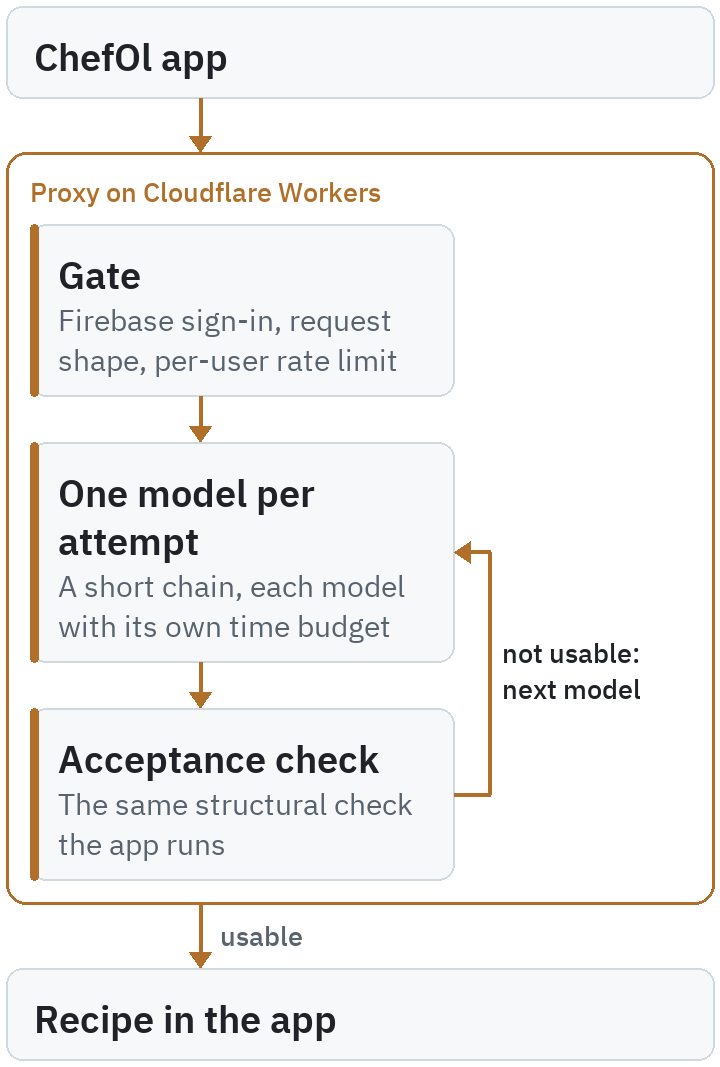 ChefOl app
Proxy on Cloudflare Workers
Gate
Firebase sign-in, request
shape, per-user rate limit
One model per
attempt
A short chain, each model
with its own time budget
not usable:
next model
Acceptance check
The same structural check
the app runs
usable
Recipe in the app